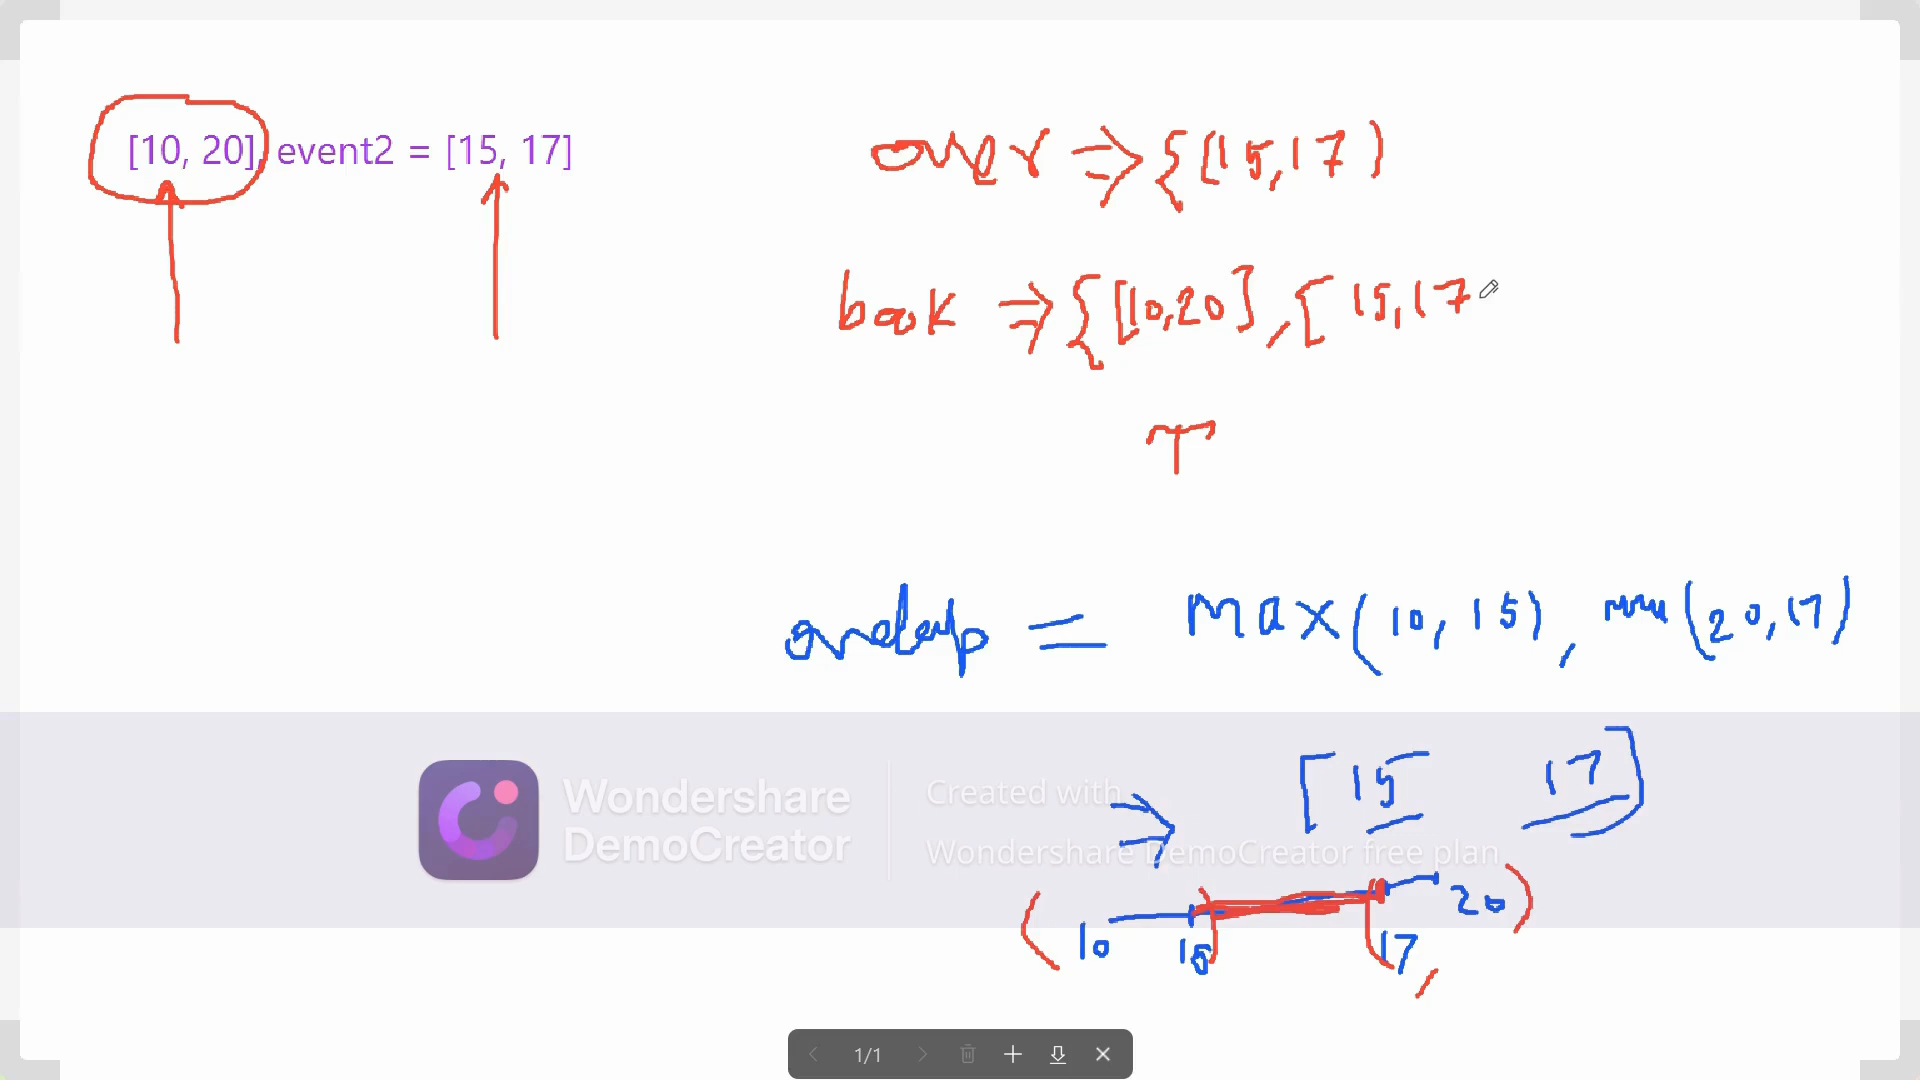 [10, 20], event2 = [15, 17]
over ⇒ {[15,17)
book ⇒ {[10,20], [15,17
T
overlap = max(10, 15), min(20,17)
⇒ [15 17]
Wondershare
DemoCreator
Created with
Wondershare DemoCreator free plan
(10 15) (17, 20)
1/1